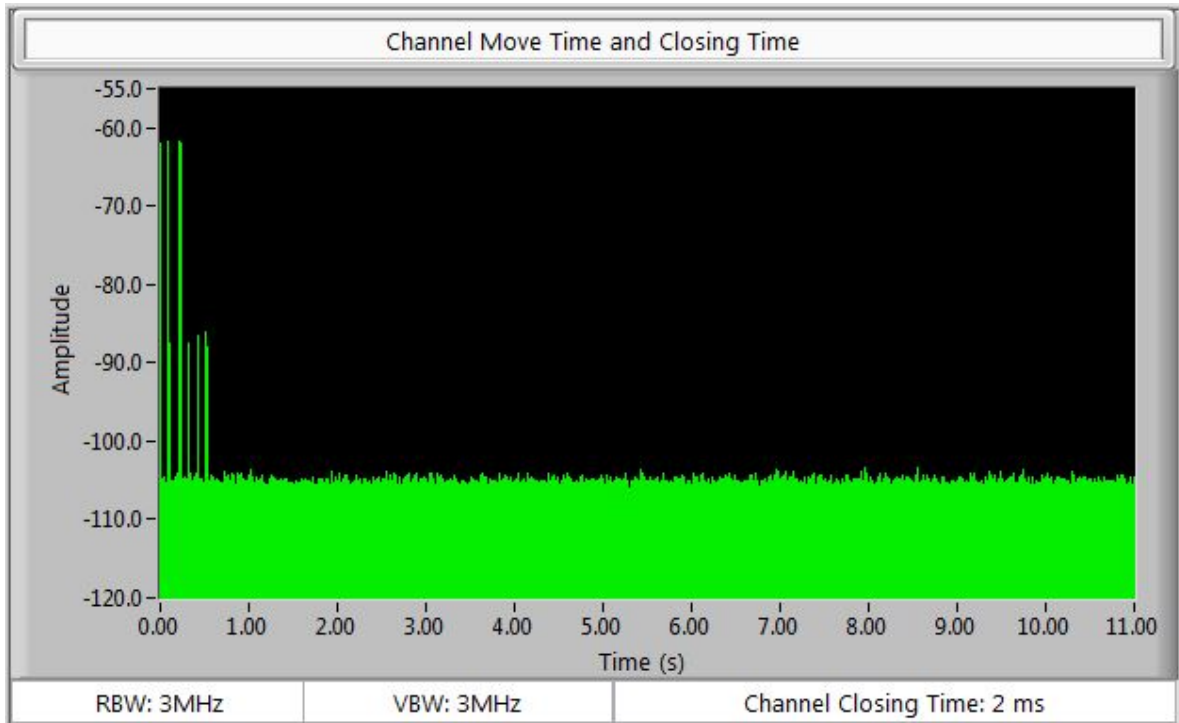 Channel Move Time and Closing Time
-55.0
-60.0
-70.0
-80.0
-90.0
-100.0
-110.0
-120.0
Amplitude
0.00 1.00 2.00 3.00 4.00 5.00 6.00 7.00 8.00 9.00 10.00 11.00
Time (s)
RBW: 3MHz VBW: 3MHz Channel Closing Time: 2 ms